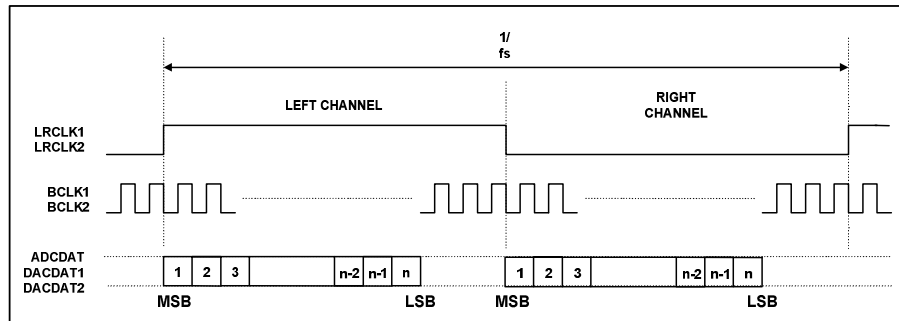 1/
fs
LEFT CHANNEL
RIGHT
CHANNEL
LRCLK1
LRCLK2
BCLK1
BCLK2
ADCDAT
DACDAT1
DACDAT2
1 2 3 n-2 n-1 n 1 2 3 n-2 n-1 n
MSB LSB MSB LSB